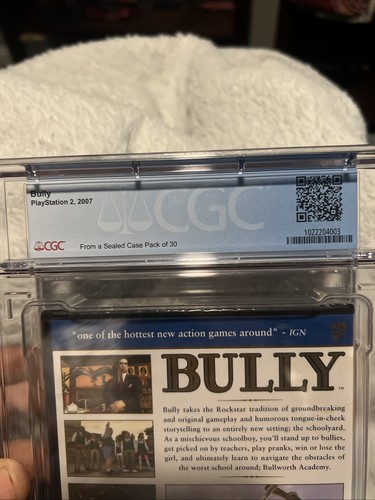 Bully
PlayStation 2, 2007
CGC
1022204003
CGC From a Sealed Case Pack of 30
"one of the hottest new action games around" - IGN
BULLY™
Bully takes the Rockstar tradition of groundbreaking
and original gameplay and humorous tongue-in-cheek
storytelling to an entirely new setting; the schoolyard.
As a mischievous schoolboy, you'll stand up to bullies,
get picked on by teachers, play pranks, win or lose the
girl, and ultimately learn to navigate the obstacles of
the worst school around; Bullworth Academy.